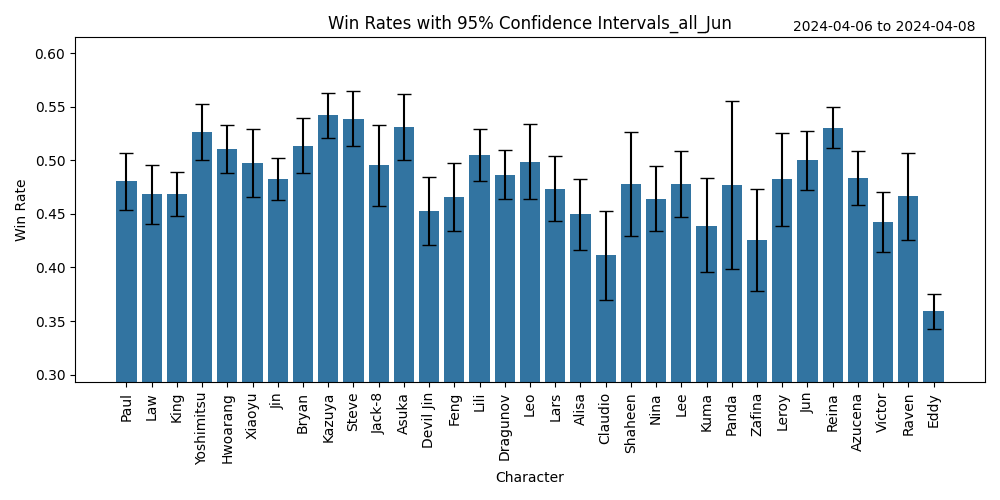 Win Rates with 95% Confidence Intervals_all_Jun
2024-04-06 to 2024-04-08
Win Rate
0.60
0.55
0.50
0.45
0.40
0.35
0.30
Paul
Law
King
Yoshimitsu
Hwoarang
Xiaoyu
Jin
Bryan
Kazuya
Steve
Jack-8
Asuka
Devil Jin
Feng
Lili
Dragunov
Leo
Lars
Alisa
Claudio
Shaheen
Nina
Lee
Kuma
Panda
Zafina
Leroy
Jun
Reina
Azucena
Victor
Raven
Eddy
Character